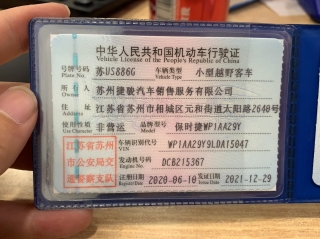 中华人民共和国机动车行驶证
Vehicle License of the People's Republic of China
号牌号码 Plate No. 苏US886G 车辆类型 Vehicle Type 小型越野客车
所有人 Owner 苏州捷骏汽车销售服务有限公司
住址 Address 江苏省苏州市相城区元和街道太阳路2640号
使用性质 Use Character 非营运 品牌型号 Model 保时捷WP1AA29Y
车辆识别代号 VIN WP1AA29Y9LDA15047
发动机号码 Engine No. DCB215367
注册日期 Register Date 2020-06-10 发证日期 Issue Date 2021-12-29
江苏省苏州
市公安局交
通警察支队